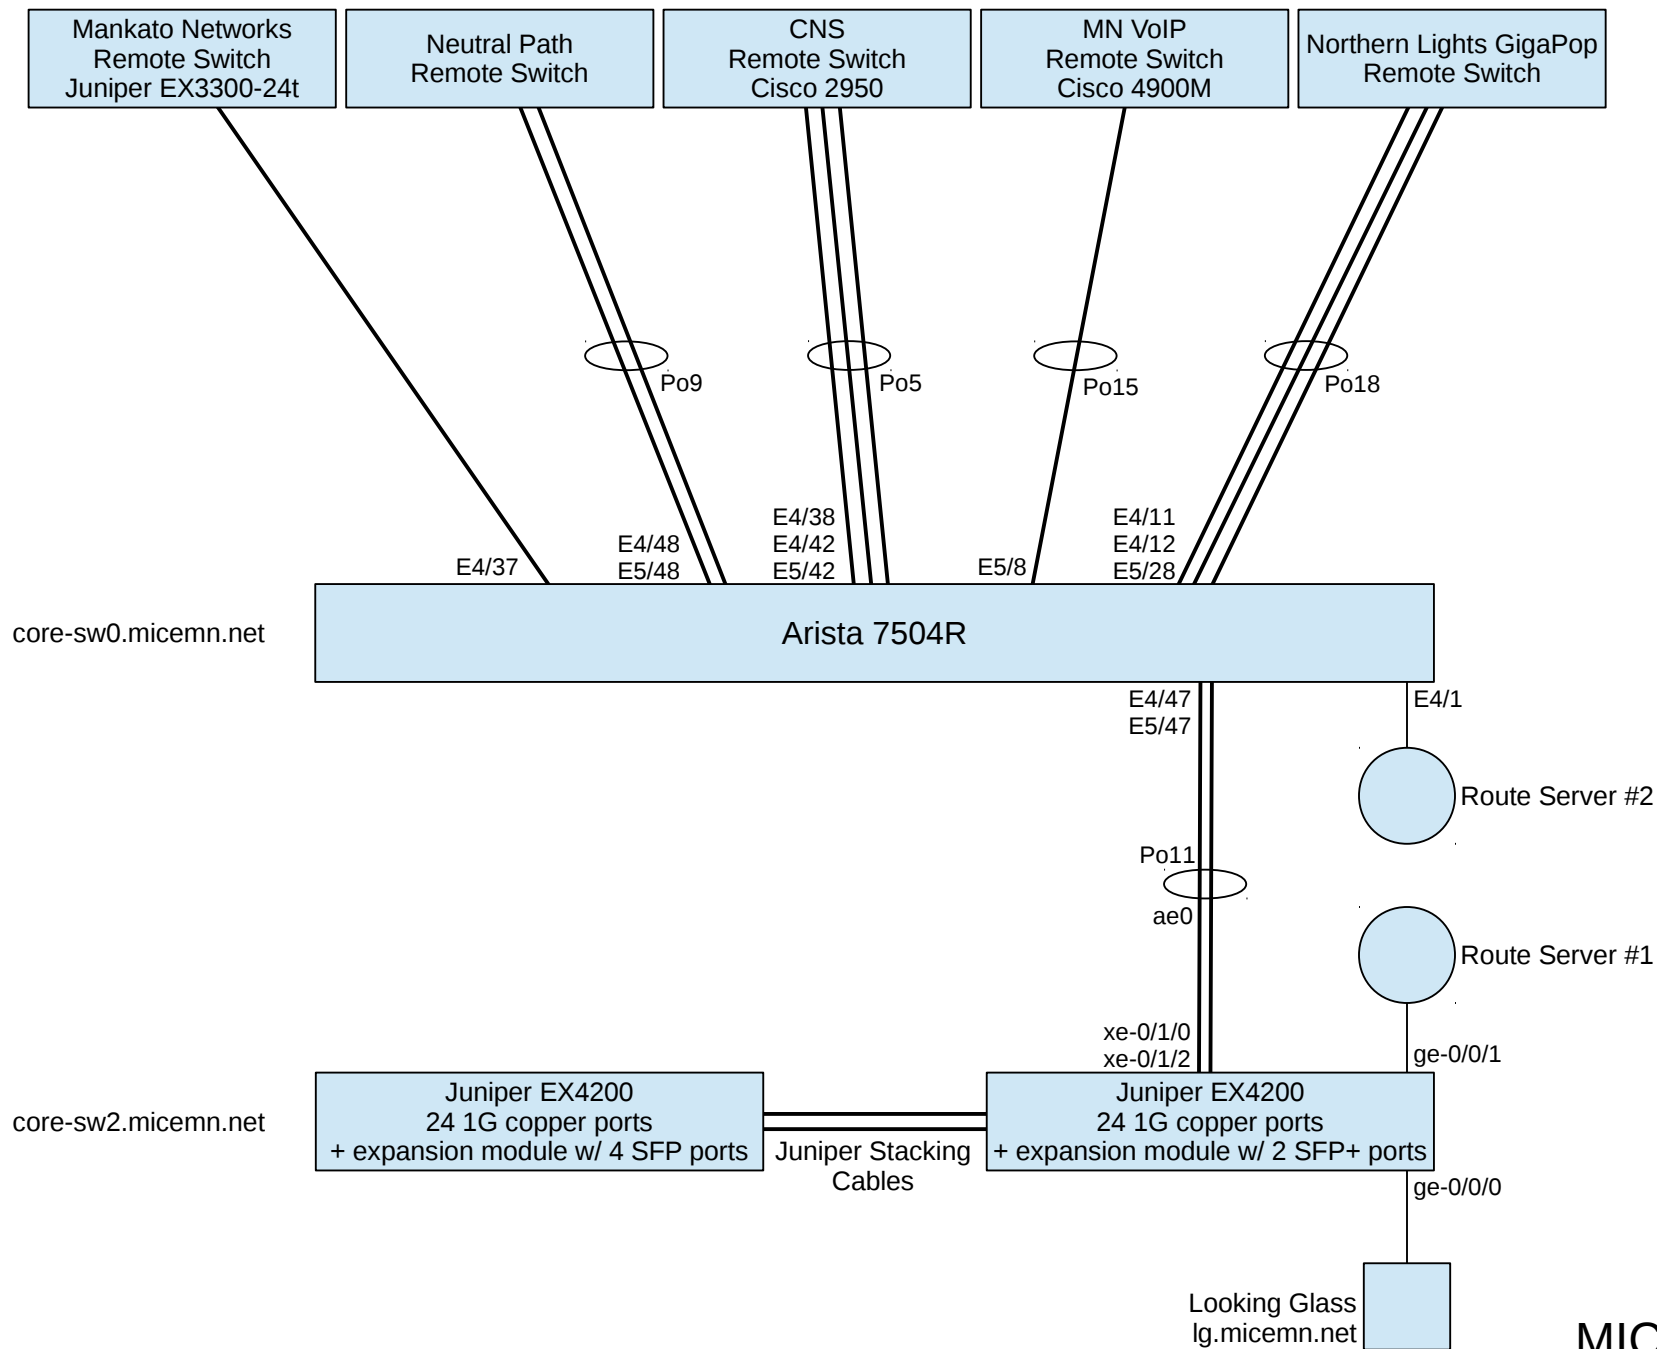 Mankato Networks
Remote Switch
Juniper EX3300-24t
Neutral Path
Remote Switch
CNS
Remote Switch
Cisco 2950
MN VoIP
Remote Switch
Cisco 4900M
Northern Lights GigaPop
Remote Switch
Po9
Po5
Po15
Po18
E4/37
E4/48
E5/48
E4/38
E4/42
E5/42
E5/8
E4/11
E4/12
E5/28
core-sw0.micemn.net
Arista 7504R
E4/47
E5/47
E4/1
Route Server #2
Po11
ae0
Route Server #1
xe-0/1/0
xe-0/1/2
ge-0/0/1
core-sw2.micemn.net
Juniper EX4200
24 1G copper ports
+ expansion module w/ 4 SFP ports
Juniper Stacking
Cables
Juniper EX4200
24 1G copper ports
+ expansion module w/ 2 SFP+ ports
ge-0/0/0
Looking Glass
lg.micemn.net